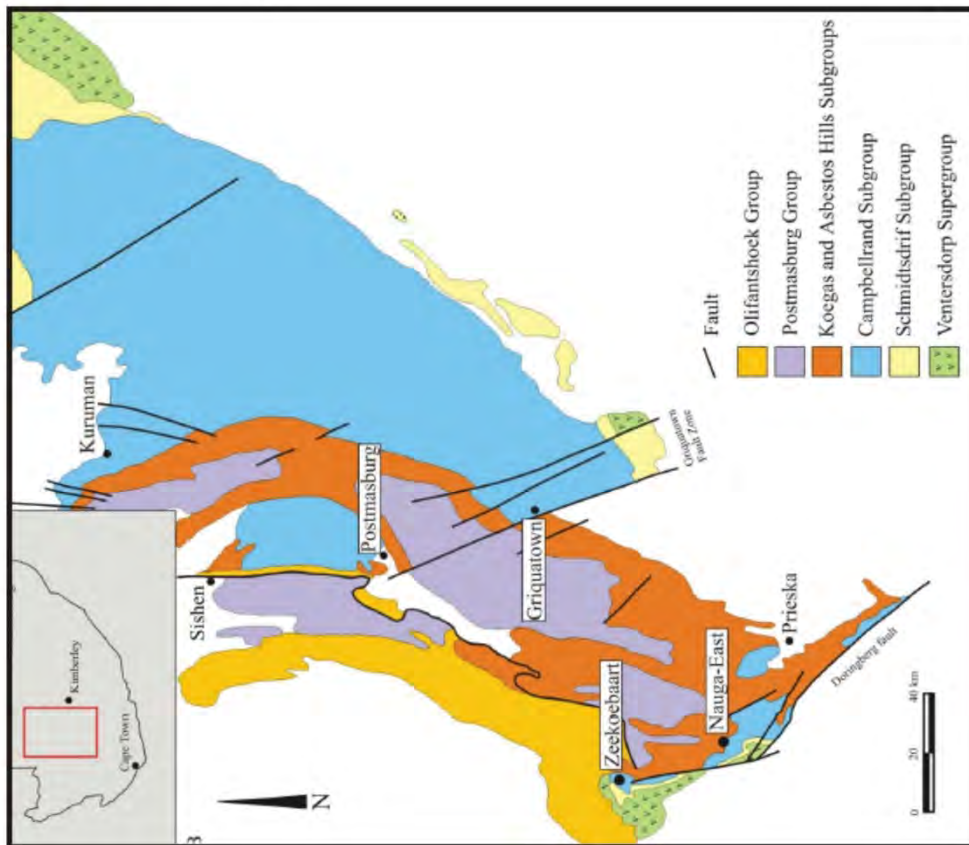 Kimberley
Cape Town
N
Kuruman
Sishen
Postmasburg
Griquatown
Griquatown
Fault Zone
Zeekoebaart
Nauga-East
Prieska
Doringberg fault
0 20 40 km
Fault
Olifantshoek Group
Postmasburg Group
Koegas and Asbestos Hills Subgroups
Campbellrand Subgroup
Schmidtsdrif Subgroup
Ventersdorp Supergroup